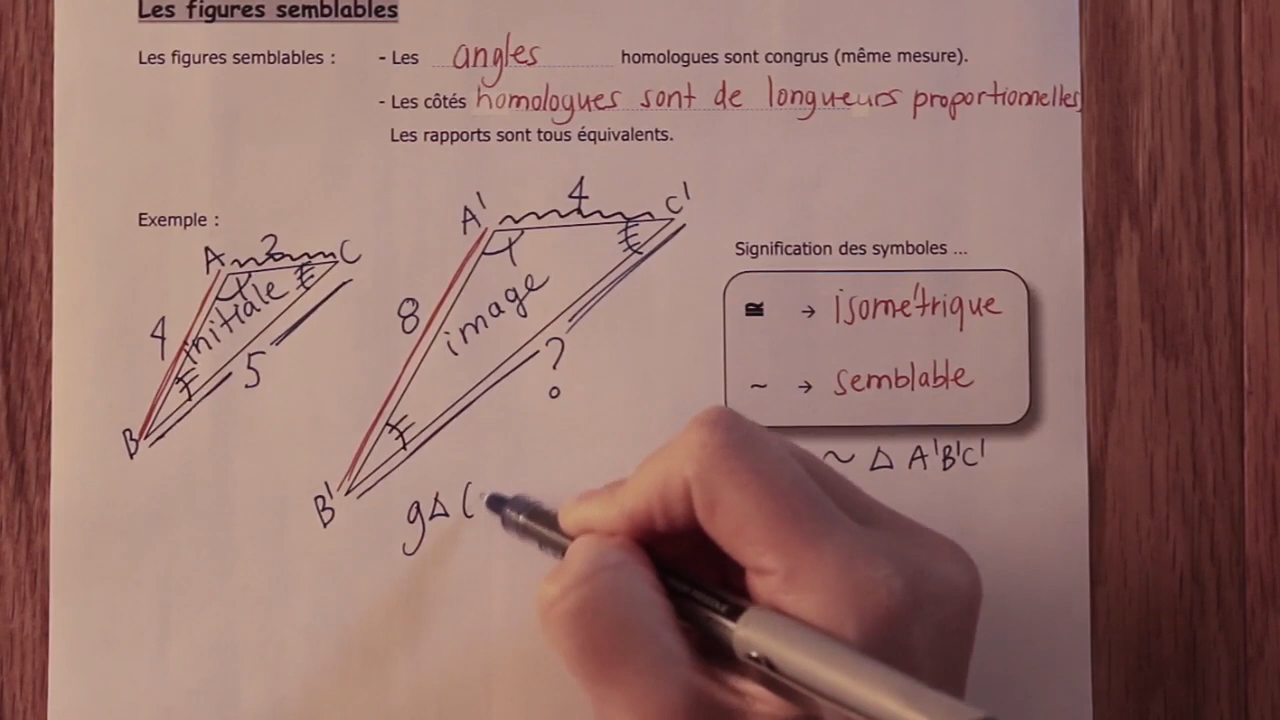 Les figures semblables
Les figures semblables : - Les angles homologues sont congrus (même mesure).
- Les côtés homologues sont de longueurs proportionnelles
Les rapports sont tous équivalents.
Exemple :
A 2 C
4 initiale
5
B
A' 4 C'
8 image
?
B'
Signification des symboles ...
≅ → isométrique
~ → semblable
~ Δ A'B'C'
gΔ (